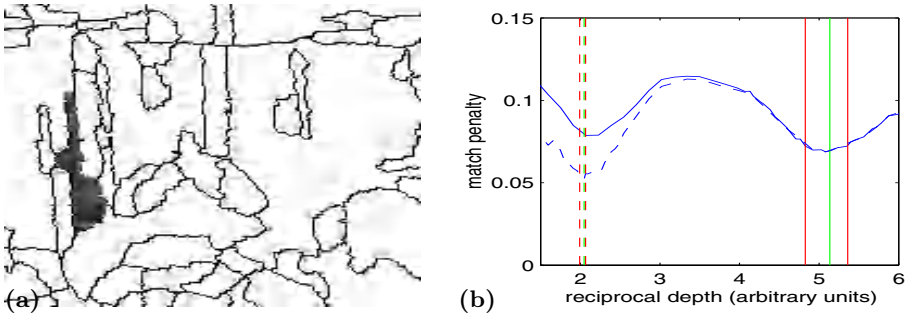 (a)
(b)
match penalty
0.15
0.1
0.05
0
2
3
4
5
6
reciprocal depth (arbitrary units)